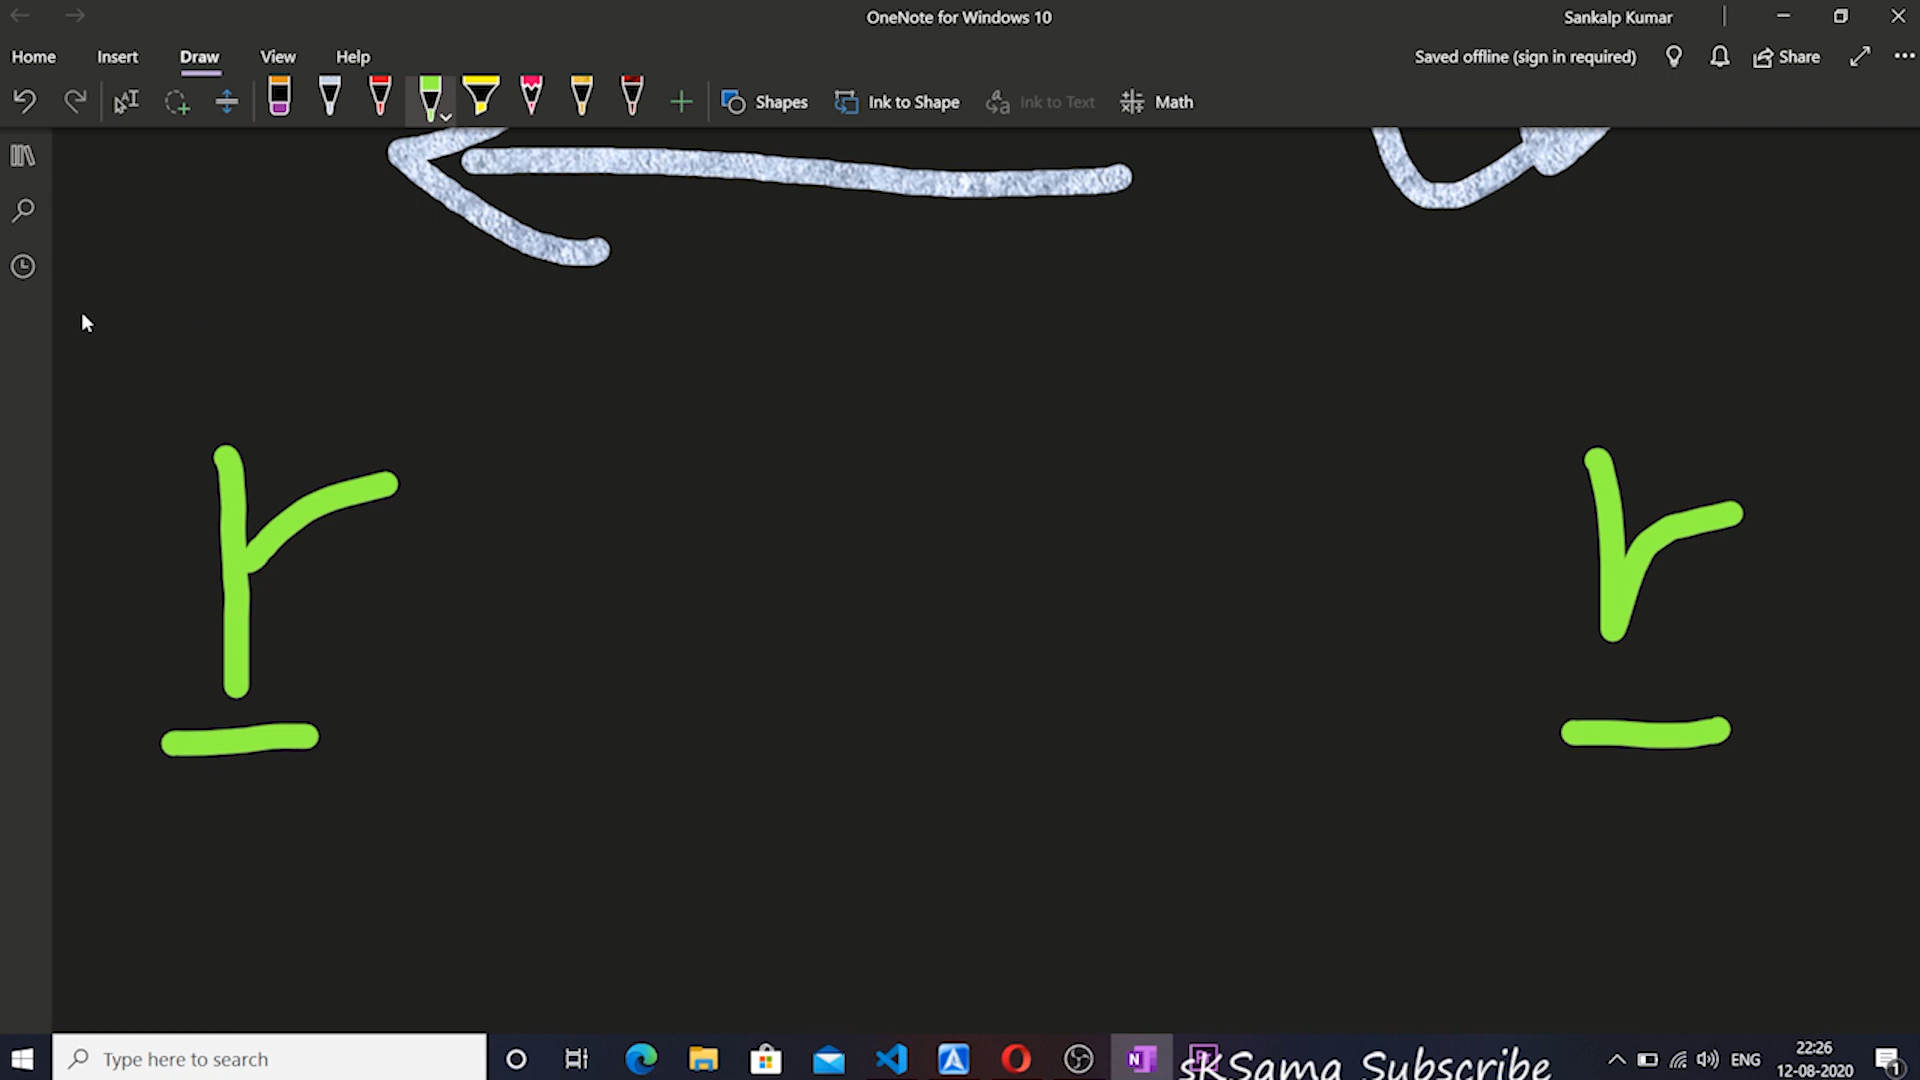 OneNote for Windows 10
Sankalp Kumar
Home Insert Draw View Help
Saved offline (sign in required) Share
Shapes Ink to Shape Ink to Text Math
r r
Type here to search
sKSama Subscribe
ENG
22:26
12-08-2020
1